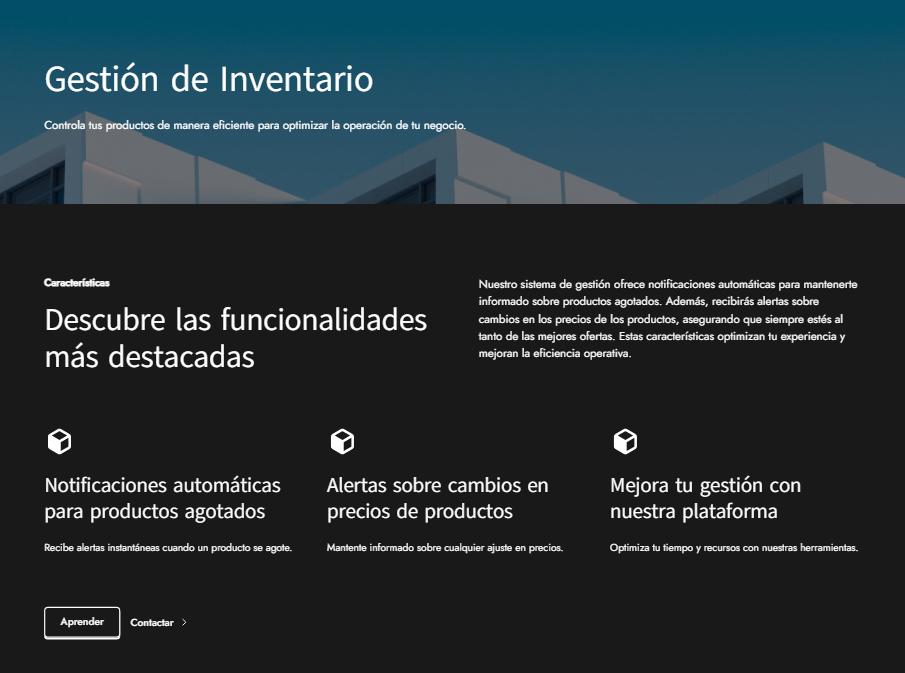 Gestión de Inventario
Controla tus productos de manera eficiente para optimizar la operación de tu negocio.
Características
Descubre las funcionalidades
más destacadas
Nuestro sistema de gestión ofrece notificaciones automáticas para mantenerte
informado sobre productos agotados. Además, recibirás alertas sobre
cambios en los precios de los productos, asegurando que siempre estés al
tanto de las mejores ofertas. Estas características optimizan tu experiencia y
mejoran la eficiencia operativa.
Notificaciones automáticas
para productos agotados
Recibe alertas instantáneas cuando un producto se agote.
Alertas sobre cambios en
precios de productos
Mantente informado sobre cualquier ajuste en precios.
Mejora tu gestión con
nuestra plataforma
Optimiza tu tiempo y recursos con nuestras herramientas.
Aprender
Contactar